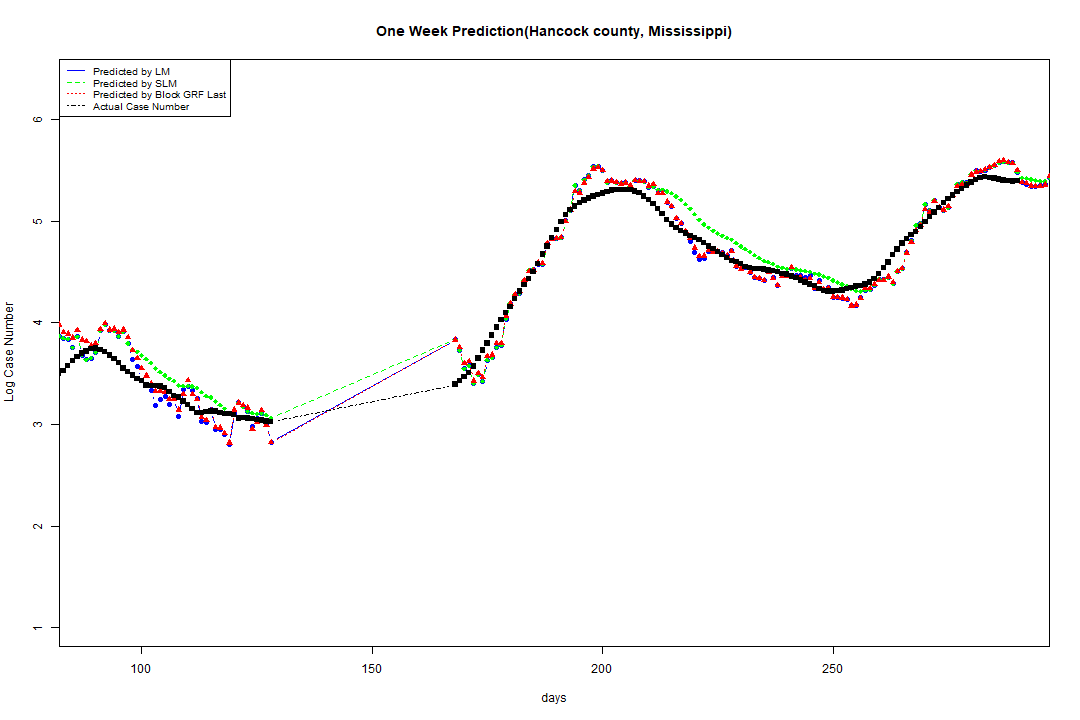 One Week Prediction(Hancock county, Mississippi)
Predicted by LM
Predicted by SLM
Predicted by Block GRF Last
Actual Case Number
6
5
4
3
2
1
Log Case Number
100 150 200 250
days